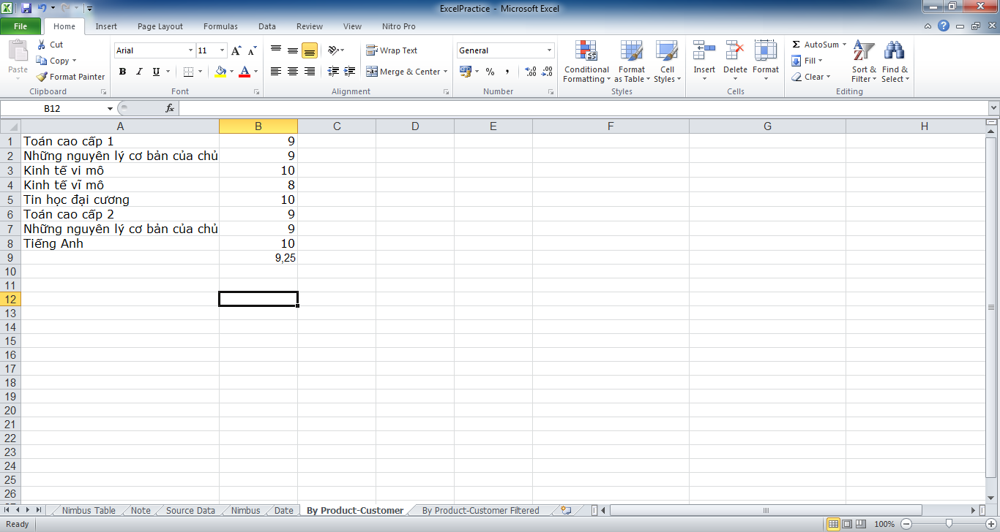 ExcelPractice - Microsoft Excel
File Home Insert Page Layout Formulas Data Review View Nitro Pro
Paste
Cut
Copy
Format Painter
Clipboard
Arial 11
B I U
Font
Wrap Text
Merge & Center
Alignment
General
%
Number
Conditional Formatting
Format as Table
Cell Styles
Styles
Insert Delete Format
Cells
Σ AutoSum
Fill
Clear
Sort & Filter
Find & Select
Editing
B12 fx
A B C D E F G H
1 Toán cao cấp 1 9
2 Những nguyên lý cơ bản của chủ 9
3 Kinh tế vi mô 10
4 Kinh tế vĩ mô 8
5 Tin học đại cương 10
6 Toán cao cấp 2 9
7 Những nguyên lý cơ bản của chủ 9
8 Tiếng Anh 10
9 9,25
10
11
12
13
14
15
16
17
18
19
20
21
22
23
24
25
26
Nimbus Table Note Source Data Nimbus Date By Product-Customer By Product-Customer Filtered
Ready 100%